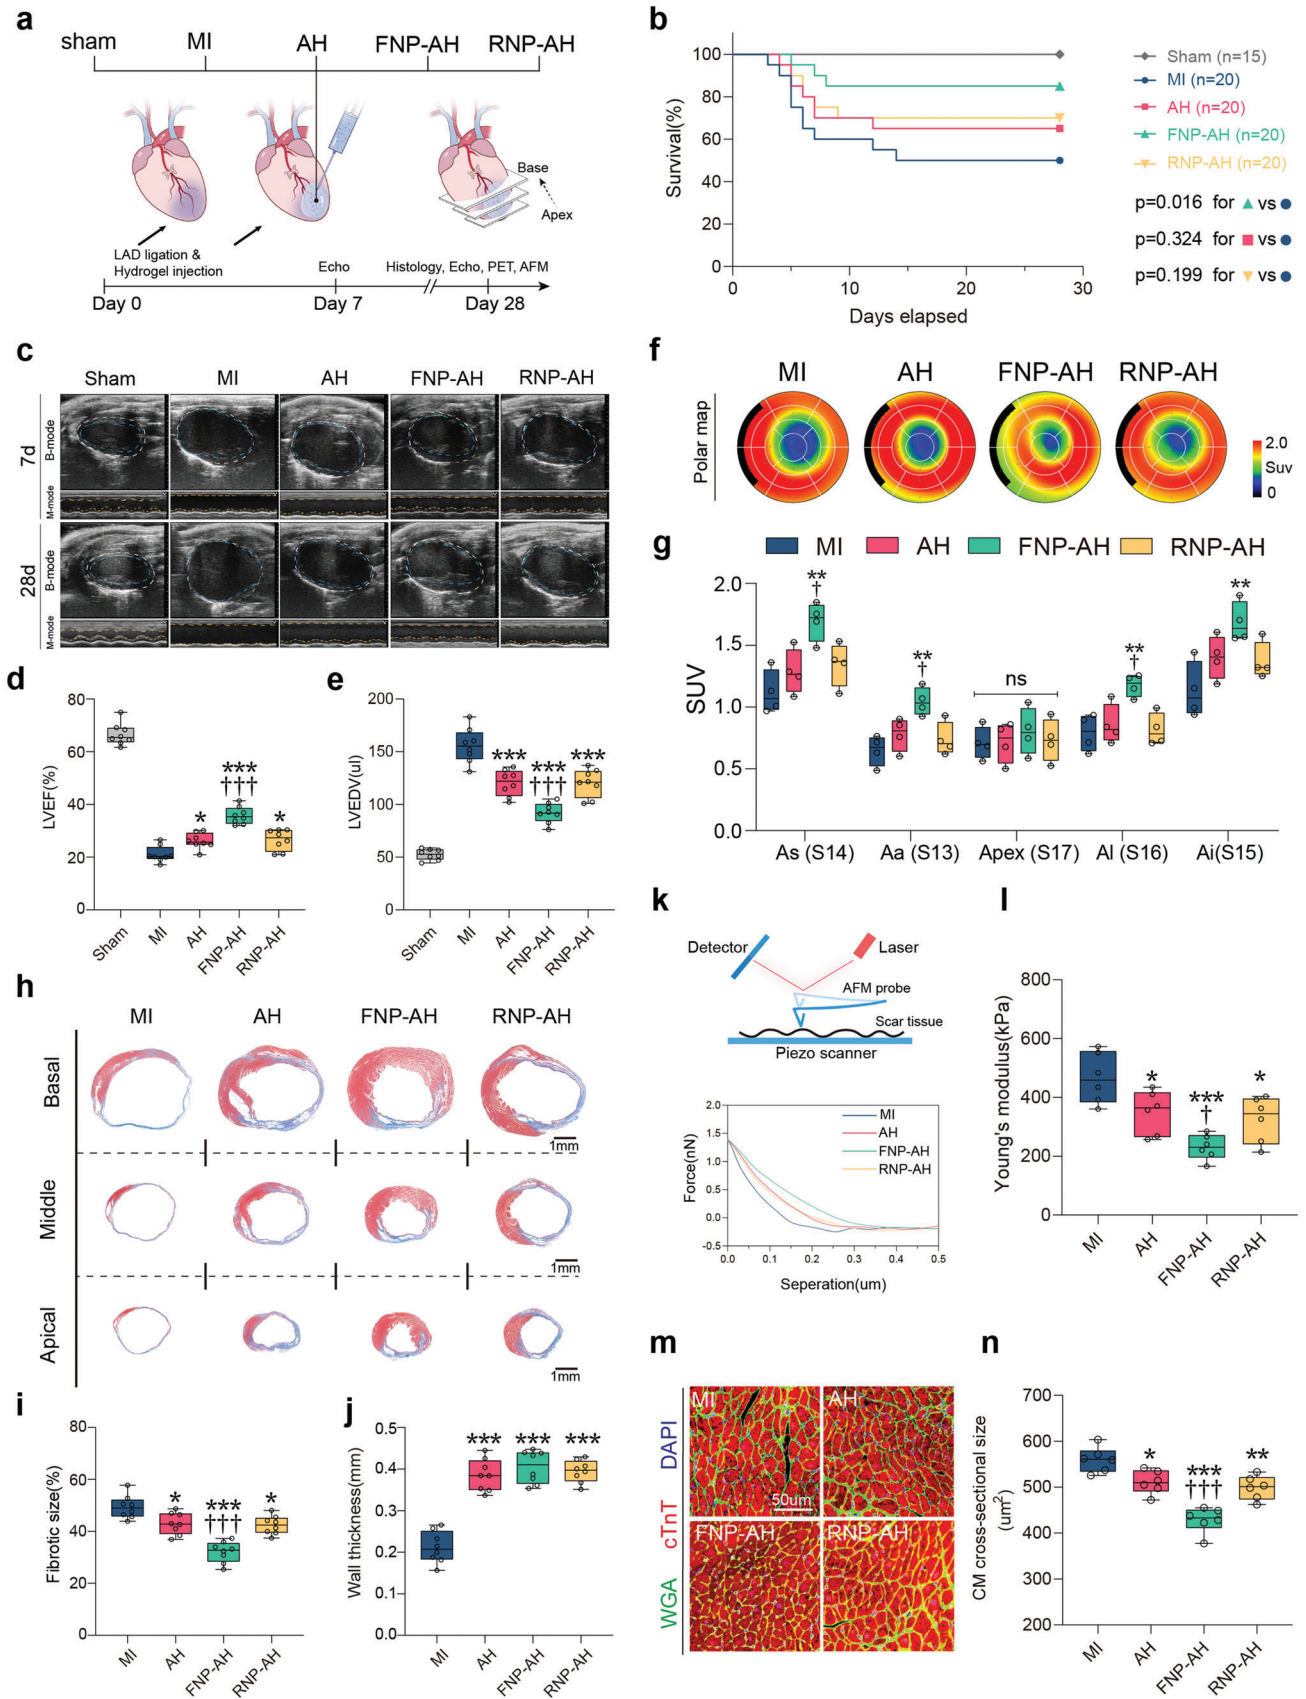 a
sham MI AH FNP-AH RNP-AH
Base
Apex
LAD ligation &
Hydrogel injection
Echo
Histology, Echo, PET, AFM
Day 0 Day 7 Day 28
b
Survival(%)
100
80
60
40
20
0
0 10 20 30
Days elapsed
Sham (n=15)
MI (n=20)
AH (n=20)
FNP-AH (n=20)
RNP-AH (n=20)
p=0.016 for ▲ vs ●
p=0.324 for ■ vs ●
p=0.199 for ▼ vs ●
c
Sham MI AH FNP-AH RNP-AH
7d
B-mode
M-mode
28d
B-mode
M-mode
f
MI AH FNP-AH RNP-AH
Polar map
2.0
Suv
0
g
MI AH FNP-AH RNP-AH
SUV
2.0
1.5
1.0
0.5
0.0
**
†
**
†
ns
**
†
**
As (S14) Aa (S13) Apex (S17) Al (S16) Ai(S15)
d
LVEF(%)
80
60
40
20
0
*
***
†††
*
Sham MI AH FNP-AH RNP-AH
e
LVEDV(ul)
200
150
100
50
0
***
***
†††
***
Sham MI AH FNP-AH RNP-AH
h
MI AH FNP-AH RNP-AH
Basal
1mm
Middle
1mm
Apical
1mm
k
Detector
Laser
AFM probe
Scar tissue
Piezo scanner
Force(nN)
2.0
1.5
1.0
0.5
0.0
-0.5
MI
AH
FNP-AH
RNP-AH
0.0 0.1 0.2 0.3 0.4 0.5
Seperation(um)
l
Young's modulus(kPa)
800
600
400
200
0
*
***
†
*
MI AH FNP-AH RNP-AH
i
Fibrotic size(%)
80
60
40
20
0
*
***
†††
*
MI AH FNP-AH RNP-AH
j
Wall thickness(mm)
0.5
0.4
0.3
0.2
0.1
0.0
***
***
***
MI AH FNP-AH RNP-AH
m
WGA cTnT DAPI
MI AH
50um
FNP-AH RNP-AH
n
CM cross-sectional size
(um²)
700
600
500
400
300
200
*
***
†††
**
MI AH FNP-AH RNP-AH